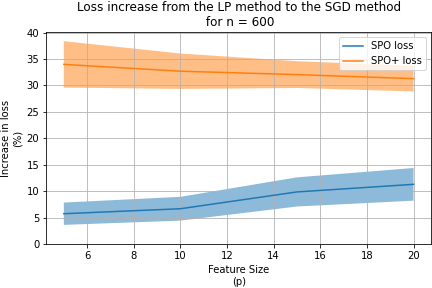 Loss increase from the LP method to the SGD method
for n = 600
SPO loss
SPO+ loss
Increase in loss
(%)
40
35
30
25
20
15
10
5
0
6
8
10
12
14
16
18
20
Feature Size
(p)